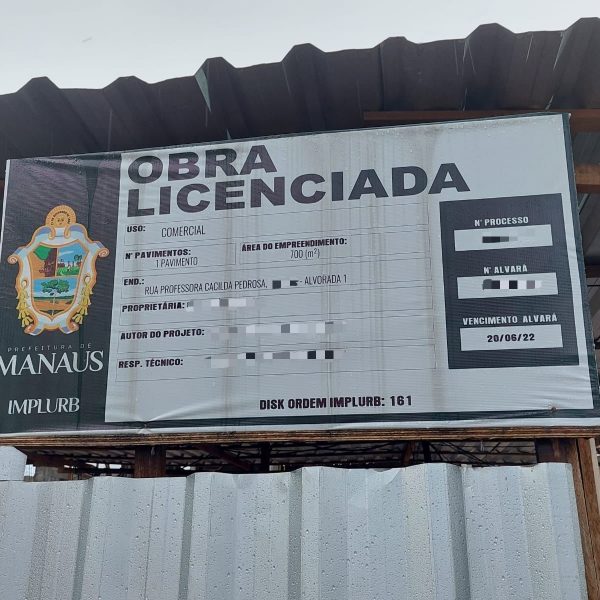 OBRA
LICENCIADA
USO: COMERCIAL
Nº PAVIMENTOS:
1 PAVIMENTO
ÁREA DO EMPREENDIMENTO:
700 (m²)
END.: RUA PROFESSORA CACILDA PEDROSA, - ALVORADA 1
PROPRIETÁRIA:
AUTOR DO PROJETO:
RESP. TÉCNICO:
Nº PROCESSO
Nº ALVARÁ
VENCIMENTO ALVARÁ
20/06/22
PREFEITURA DE
MANAUS
IMPLURB
DISK ORDEM IMPLURB: 161